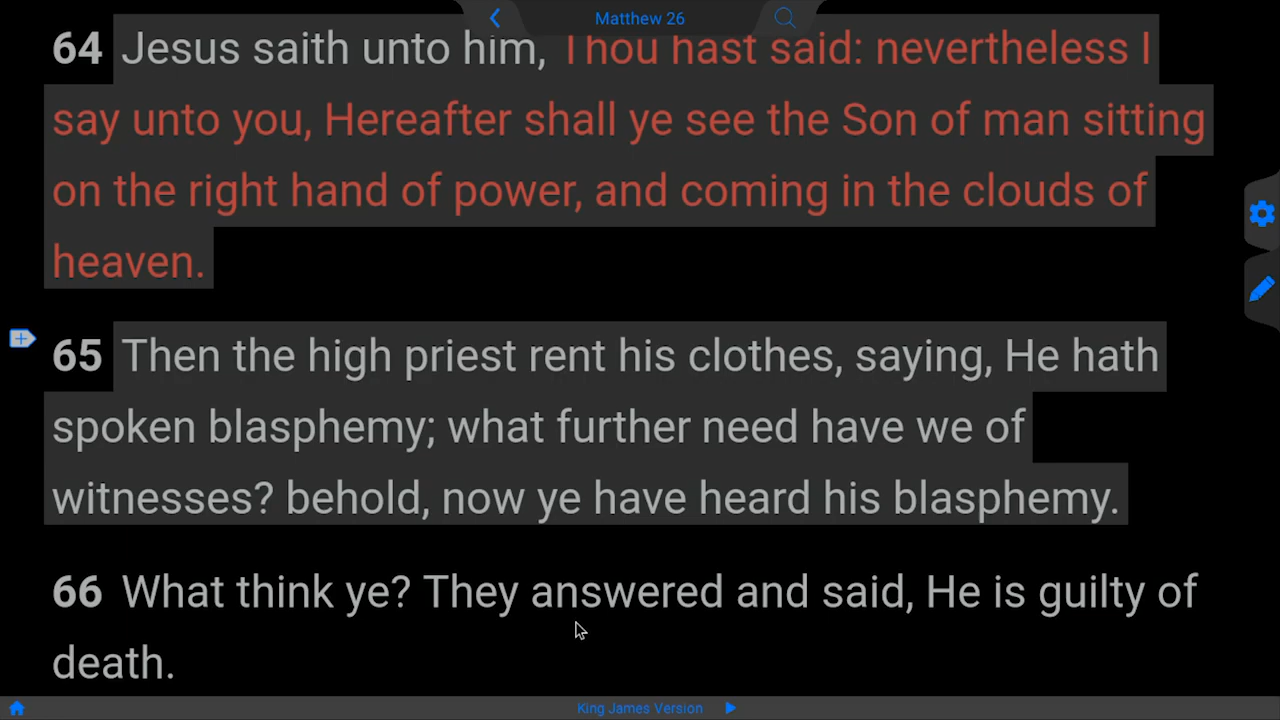 Matthew 26
64 Jesus saith unto him, Thou hast said: nevertheless I
say unto you, Hereafter shall ye see the Son of man sitting
on the right hand of power, and coming in the clouds of
heaven.
65 Then the high priest rent his clothes, saying, He hath
spoken blasphemy; what further need have we of
witnesses? behold, now ye have heard his blasphemy.
66 What think ye? They answered and said, He is guilty of
death.
King James Version